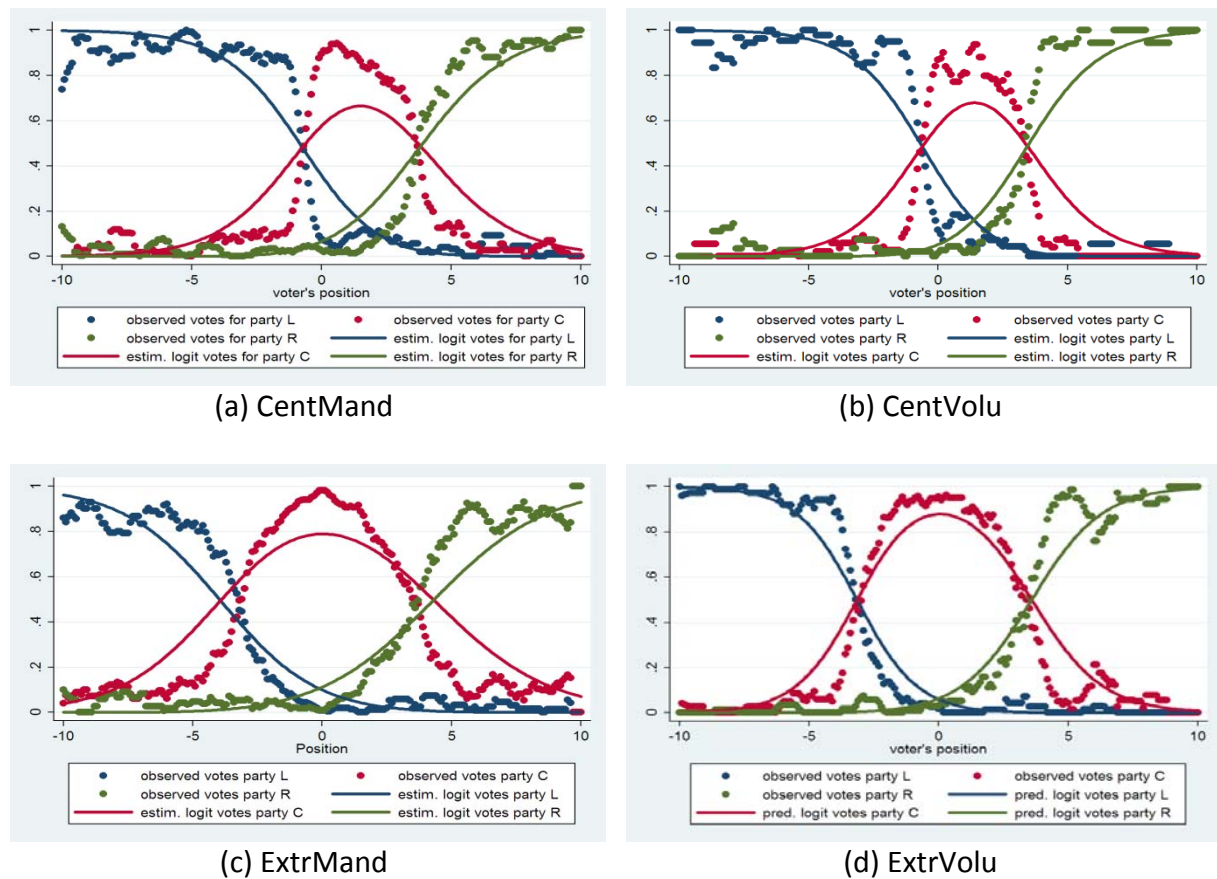 1
.8
.6
.4
.2
0
-10 -5 0 5 10
voter's position
observed votes for party L observed votes for party C
observed votes for party R estim. logit votes for party L
estim. logit votes for party C estim. logit votes for party R
(a) CentMand
1
.8
.6
.4
.2
0
-10 -5 0 5 10
voter's position
observed votes party L observed votes party C
observed votes party R estim. logit votes party L
estim. logit votes party C estim. logit votes party R
(b) CentVolu
1
.8
.6
.4
.2
0
-10 -5 0 5 10
Position
observed votes party L observed votes party C
observed votes party R estim. logit votes party L
estim. logit votes party C estim. logit votes party R
(c) ExtrMand
1
.8
.6
.4
.2
0
-10 -5 0 5 10
voter's position
observed votes party L observed votes party C
observed votes party R pred. logit votes party L
pred. logit votes party C pred. logit votes party R
(d) ExtrVolu